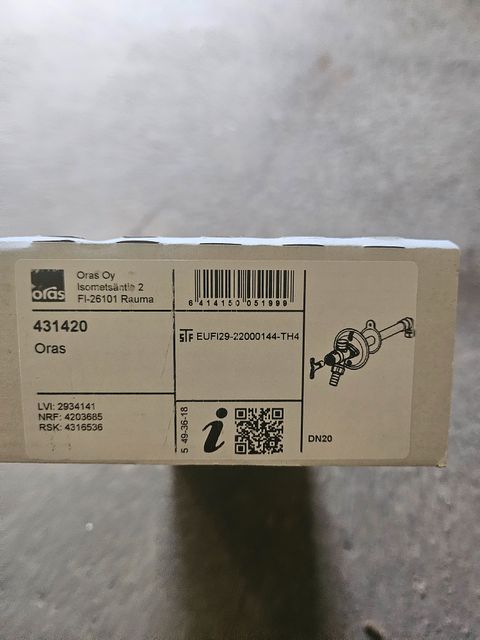 oras
Oras Oy
Isometsäntie 2
FI-26101 Rauma
6 414150 051999
431420
Oras
STF EUFI29-22000144-TH4
LVI: 2934141
NRF: 4203685
RSK: 4316536
5 49-36-18
i
DN20